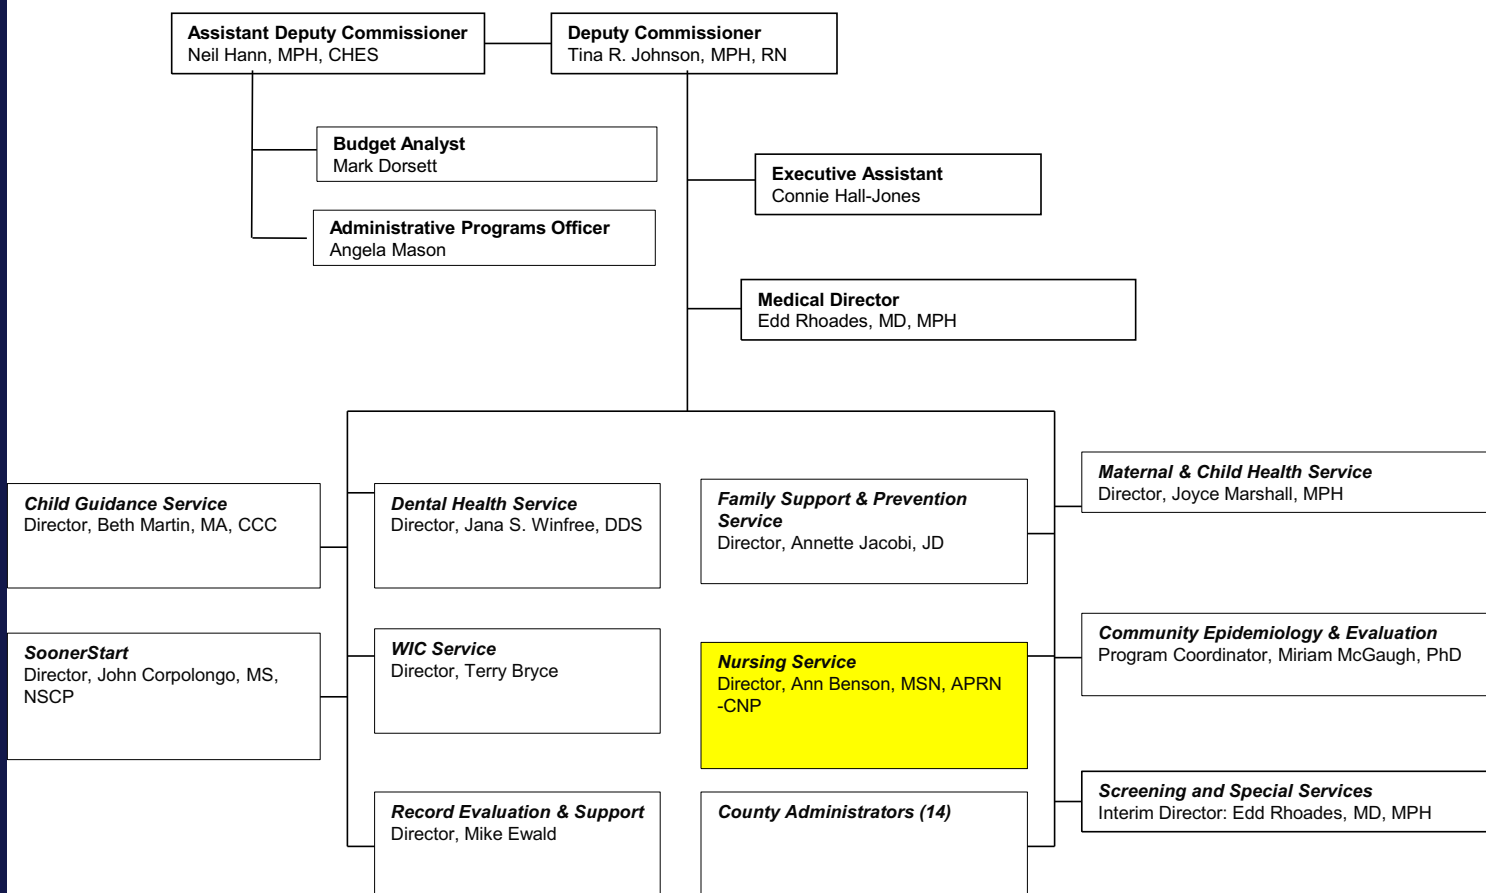 Assistant Deputy Commissioner
Neil Hann, MPH, CHES
Deputy Commissioner
Tina R. Johnson, MPH, RN
Budget Analyst
Mark Dorsett
Executive Assistant
Connie Hall-Jones
Administrative Programs Officer
Angela Mason
Medical Director
Edd Rhoades, MD, MPH
Child Guidance Service
Director, Beth Martin, MA, CCC
Dental Health Service
Director, Jana S. Winfree, DDS
Family Support & Prevention
Service
Director, Annette Jacobi, JD
Maternal & Child Health Service
Director, Joyce Marshall, MPH
SoonerStart
Director, John Corpolongo, MS,
NSCP
WIC Service
Director, Terry Bryce
Nursing Service
Director, Ann Benson, MSN, APRN
-CNP
Community Epidemiology & Evaluation
Program Coordinator, Miriam McGaugh, PhD
Record Evaluation & Support
Director, Mike Ewald
County Administrators (14)
Screening and Special Services
Interim Director: Edd Rhoades, MD, MPH